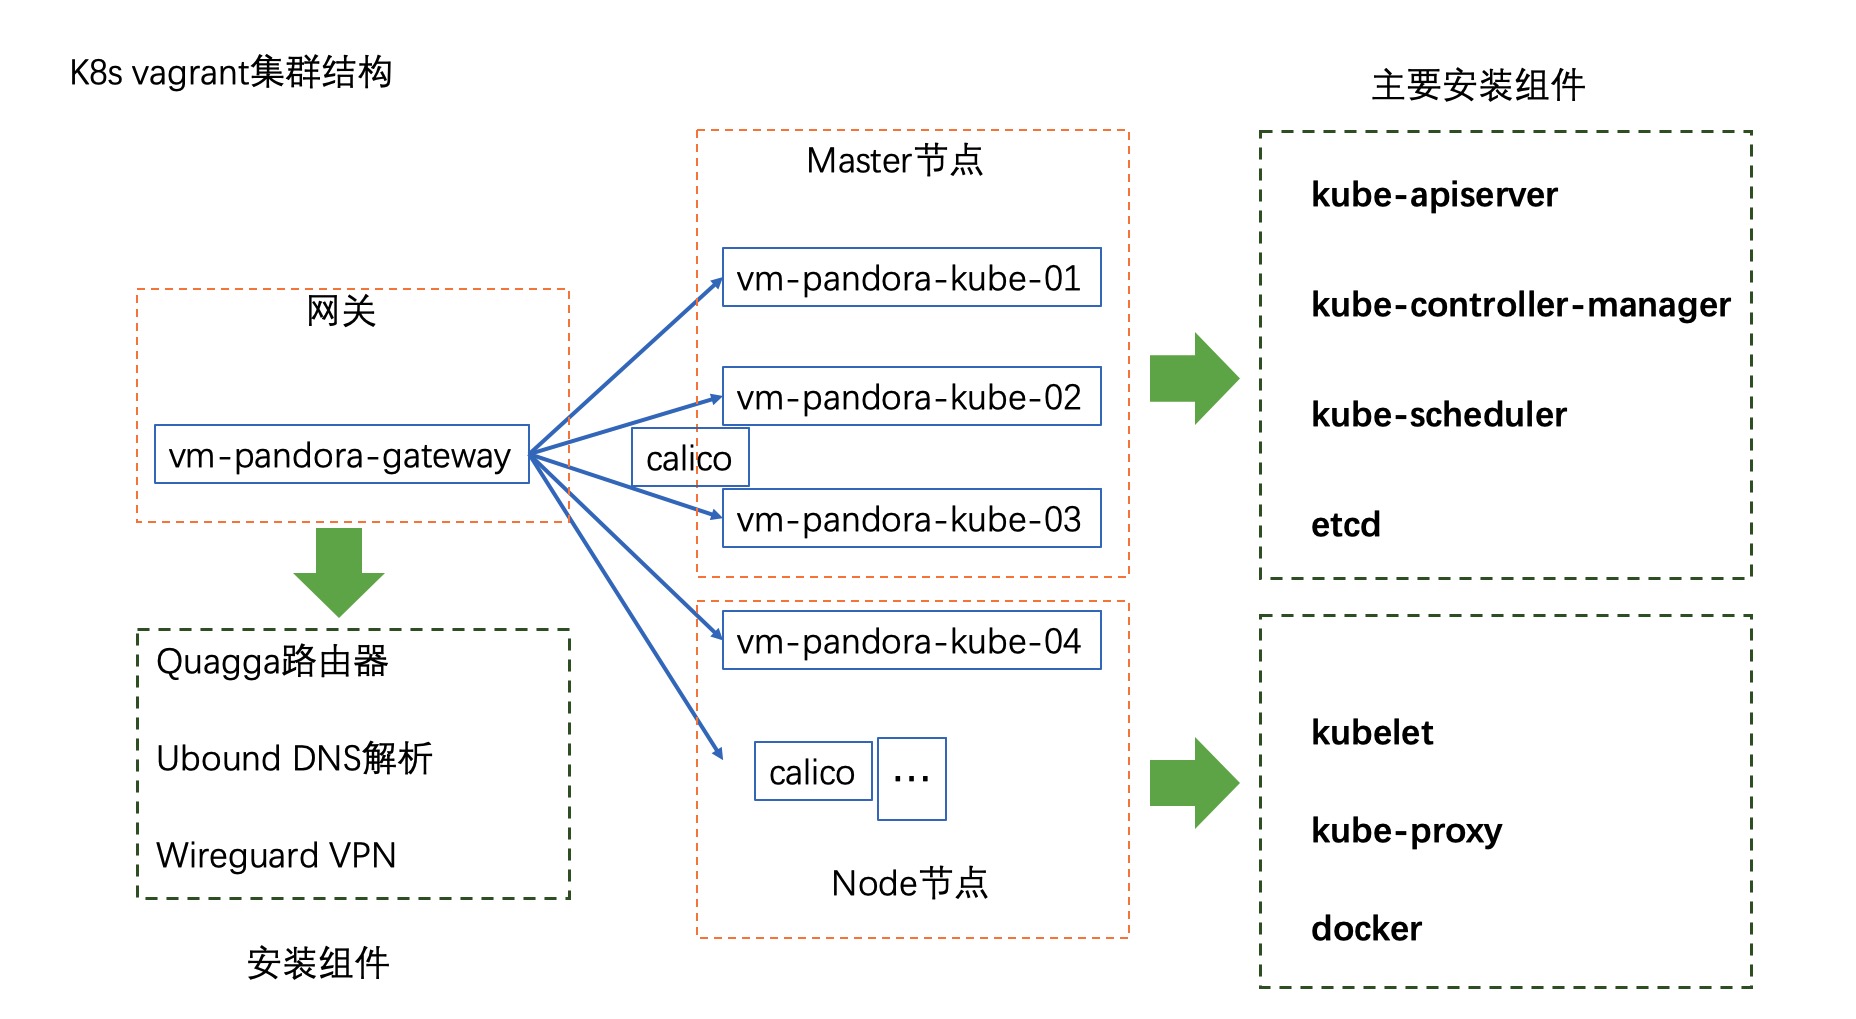 K8s vagrant集群结构
网关
vm-pandora-gateway
Quagga路由器
Ubound DNS解析
Wireguard VPN
安装组件
Master节点
vm-pandora-kube-01
vm-pandora-kube-02
calico
vm-pandora-kube-03
vm-pandora-kube-04
calico
...
Node节点
主要安装组件
kube-apiserver
kube-controller-manager
kube-scheduler
etcd
kubelet
kube-proxy
docker